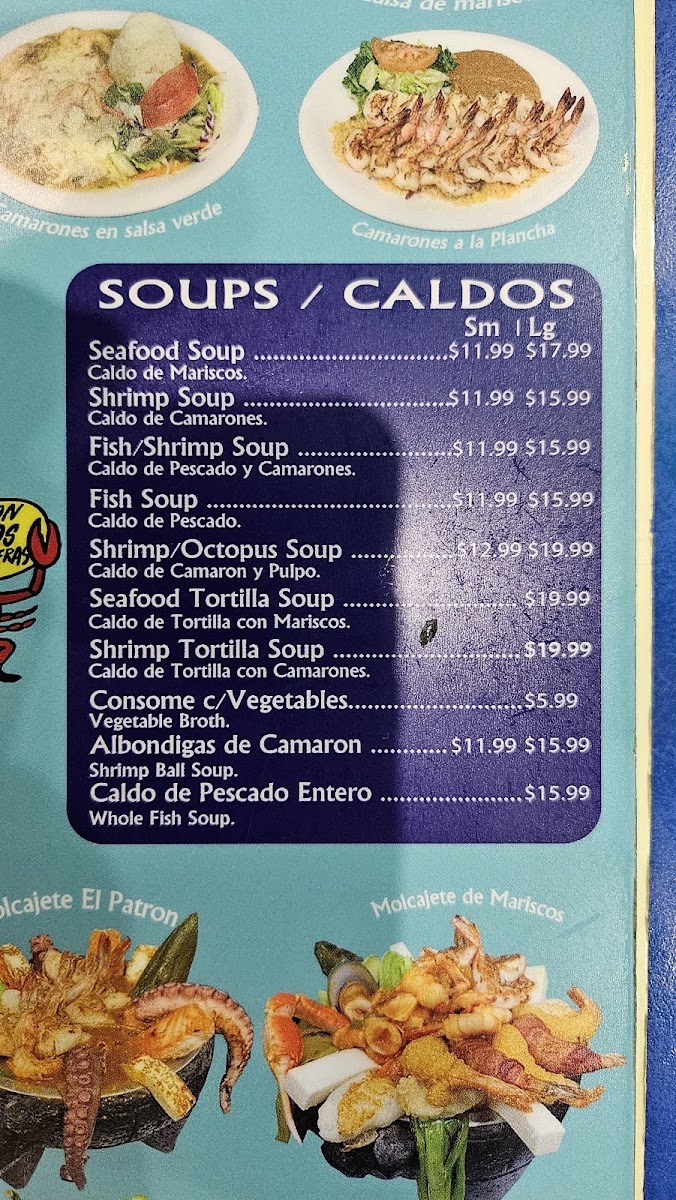 de
Camarones en salsa verde
Camarones a la Plancha
SOUPS / CALDOS
Sm | Lg
Seafood Soup ..............................$11.99 $17.99
Caldo de Mariscos.
Shrimp Soup ................................$11.99 $15.99
Caldo de Camarones.
Fish/Shrimp Soup ........................$11.99 $15.99
Caldo de Pescado y Camarones.
Fish Soup ......................................$11.99 $15.99
Caldo de Pescado.
Shrimp/Octopus Soup ................$12.99 $19.99
Caldo de Camaron y Pulpo.
Seafood Tortilla Soup ........................... $19.99
Caldo de Tortilla con Mariscos.
Shrimp Tortilla Soup .............................$19.99
Caldo de Tortilla con Camarones.
Consome c/Vegetables...........................$5.99
Vegetable Broth.
Albondigas de Camaron ............ $11.99 $15.99
Shrimp Ball Soup.
Caldo de Pescado Entero ......................$15.99
Whole Fish Soup.
olcajete El Patron
Molcajete de Mariscos